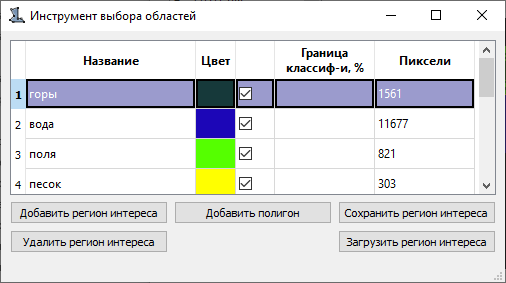 Инструмент выбора областей
Название Цвет Граница классиф-и, % Пиксели
1 горы 1561
2 вода 11677
3 поля 821
4 песок 303
Добавить регион интереса Добавить полигон Сохранить регион интереса
Удалить регион интереса Загрузить регион интереса